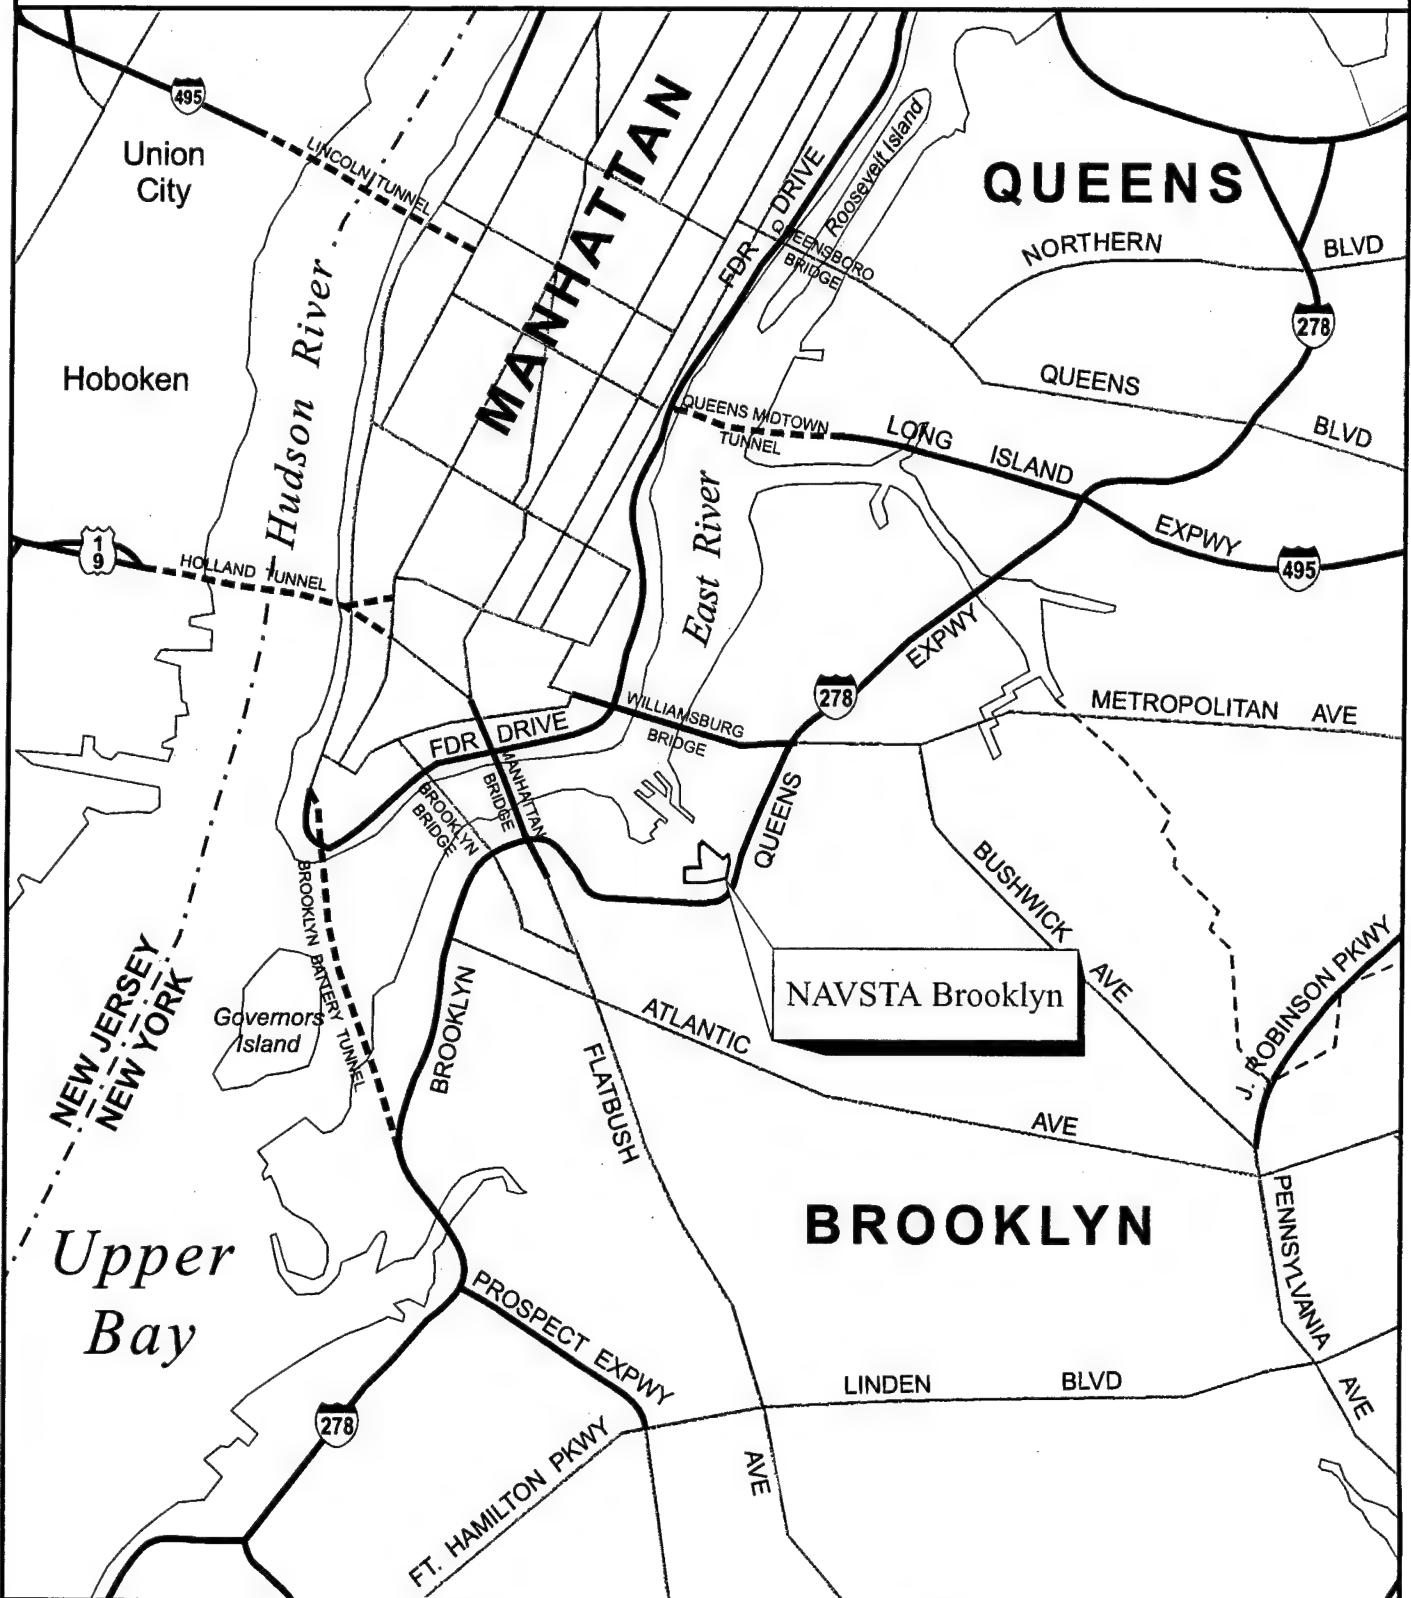 495
Union
City
LINCOLN TUNNEL
MANHATTAN
FDR DRIVE
Roosevelt Island
QUEENSBORO
BRIDGE
QUEENS
NORTHERN BLVD
278
Hoboken
Hudson River
QUEENS BLVD
QUEENS MIDTOWN
TUNNEL
LONG ISLAND EXPWY
495
1
9
HOLLAND TUNNEL
East River
EXPWY
278
WILLIAMSBURG
BRIDGE
METROPOLITAN AVE
FDR DRIVE
MANHATTAN
BRIDGE
BROOKLYN
BRIDGE
QUEENS
BUSHWICK AVE
BROOKLYN BATTERY TUNNEL
NEW JERSEY
NEW YORK
Governors
Island
BROOKLYN
NAVSTA Brooklyn
ATLANTIC AVE
FLATBUSH AVE
J. ROBINSON PKWY
BROOKLYN
PENNSYLVANIA AVE
Upper
Bay
PROSPECT EXPWY
LINDEN BLVD
278
FT. HAMILTON PKWY